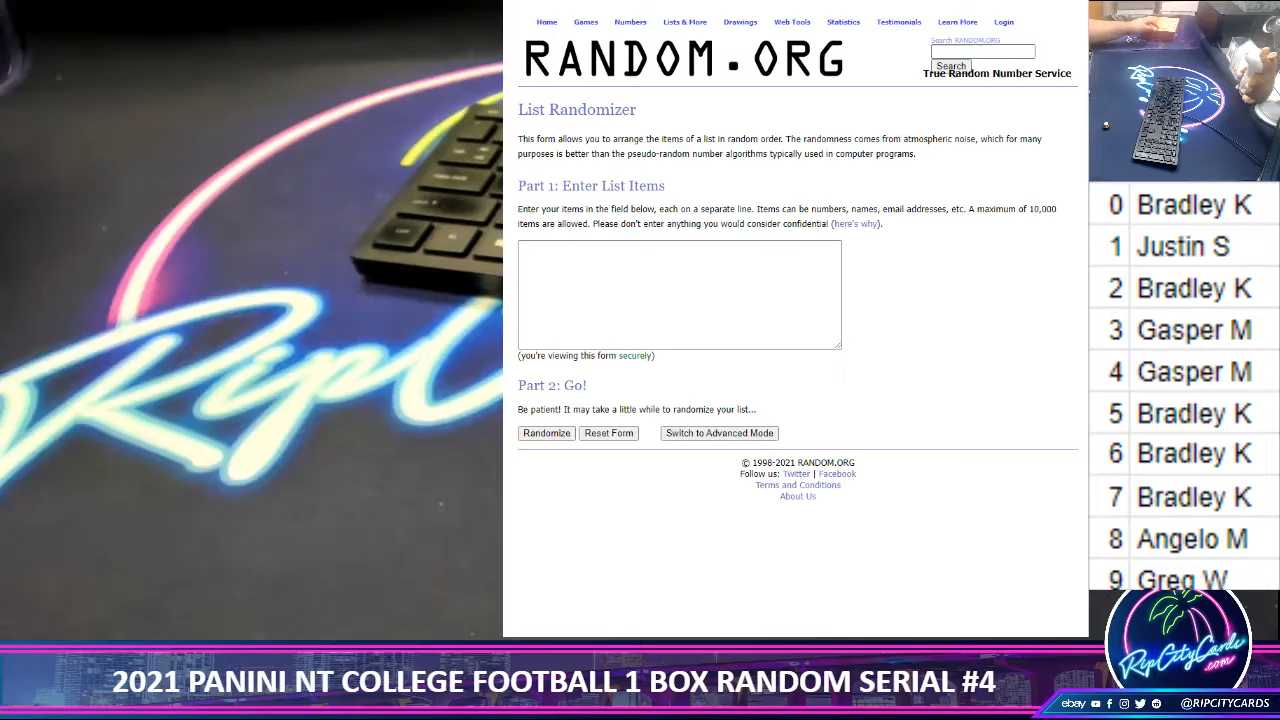 Home Games Numbers Lists & More Drawings Web Tools Statistics Testimonials Learn More Login
RANDOM.ORG
Search RANDOM.ORG
Search
True Random Number Service
List Randomizer
This form allows you to arrange the items of a list in random order. The randomness comes from atmospheric noise, which for many
purposes is better than the pseudo-random number algorithms typically used in computer programs.
Part 1: Enter List Items
Enter your items in the field below, each on a separate line. Items can be numbers, names, email addresses, etc. A maximum of 10,000
items are allowed. Please don't enter anything you would consider confidential (here's why).
(you're viewing this form securely)
Part 2: Go!
Be patient! It may take a little while to randomize your list...
Randomize Reset Form Switch to Advanced Mode
© 1998-2021 RANDOM.ORG
Follow us: Twitter | Facebook
Terms and Conditions
About Us
0 Bradley K
1 Justin S
2 Bradley K
3 Gasper M
4 Gasper M
5 Bradley K
6 Bradley K
7 Bradley K
8 Angelo M
9 Greg W
RipCityCards
.com
2021 PANINI NT COLLEGE FOOTBALL 1 BOX RANDOM SERIAL #4
ebay @RIPCITYCARDS